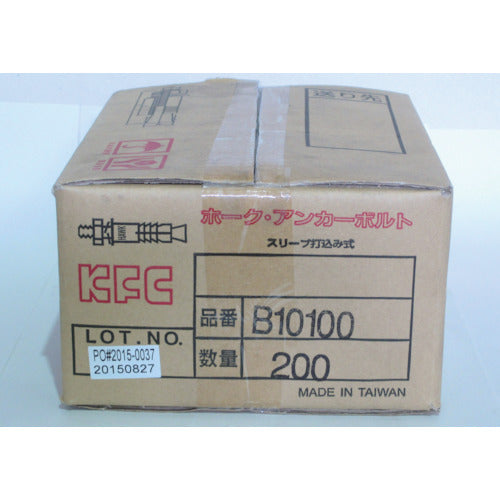 送り先
ホーク・アンカーボルト
スリーブ打込み式
HAWK
KFC
LOT.NO.
PO#2015-0037
20150827
品番 B10100
数量 200
MADE IN TAIWAN